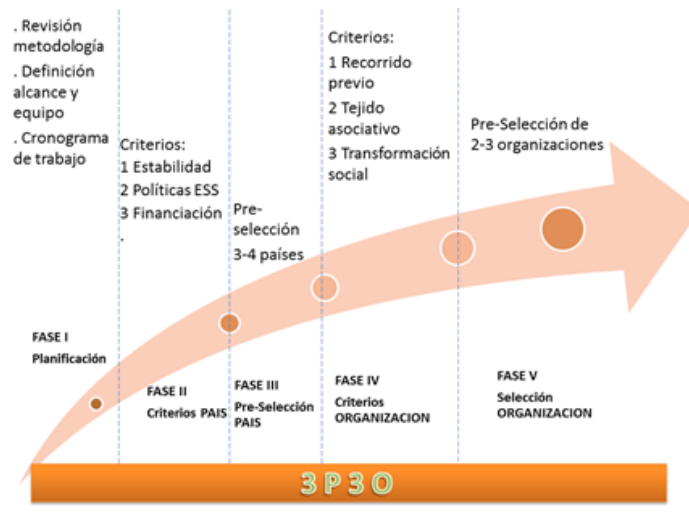 . Revisión
metodología
. Definición
alcance y
equipo
. Cronograma
de trabajo
Criterios:
1 Estabilidad
2 Políticas ESS
3 Financiación
.
Pre-
selección
3-4 países
Criterios:
1 Recorrido
previo
2 Tejido
asociativo
3 Transformación
social
Pre-Selección de
2-3 organizaciones
FASE I
Planificación
FASE II
Criterios PAIS
FASE III
Pre-Selección
PAIS
FASE IV
Criterios
ORGANIZACION
FASE V
Selección
ORGANIZACION
3 P 3 O